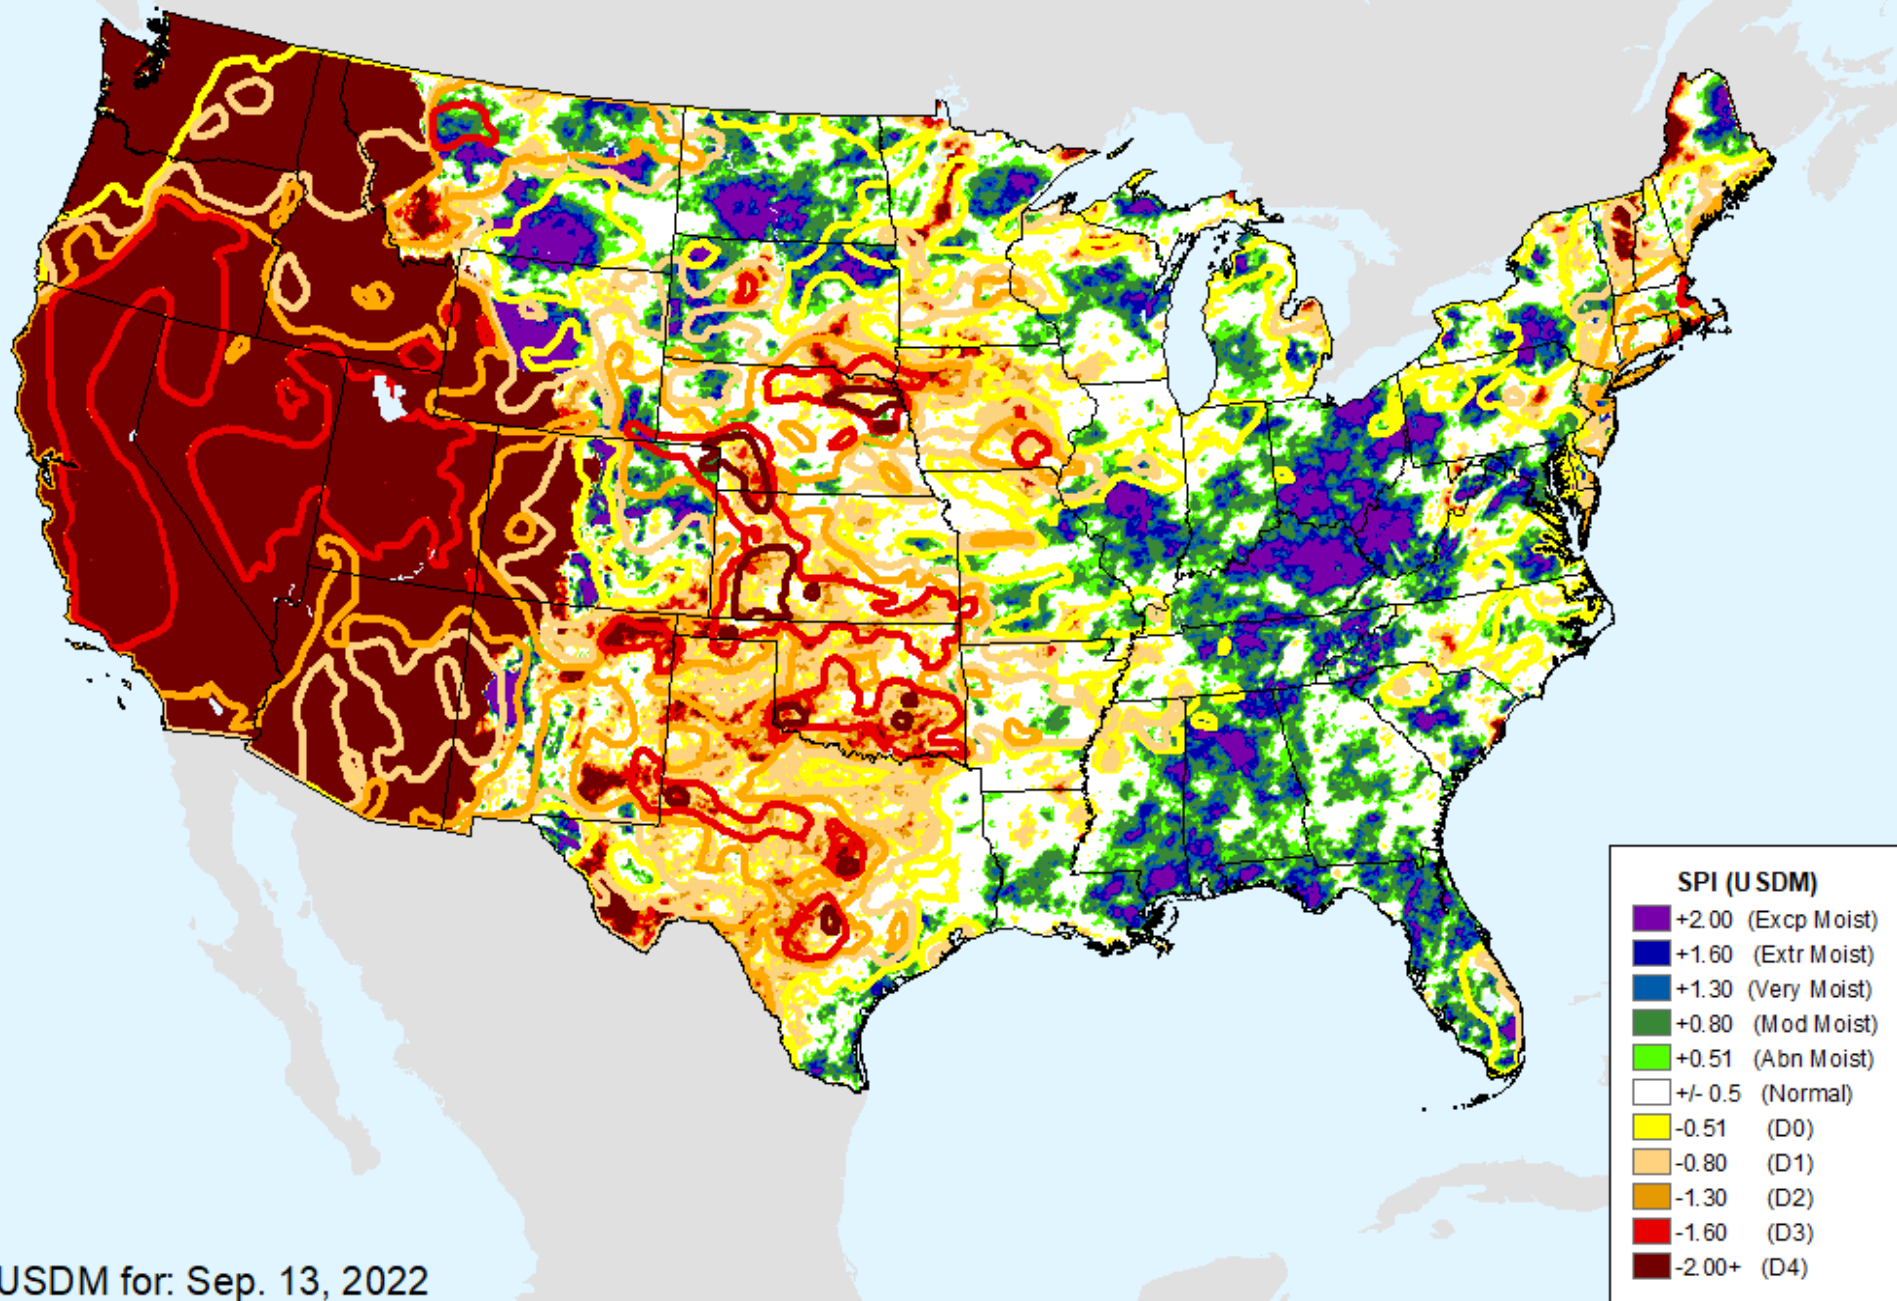 SPI (USDM)
+2.00 (Excp Moist)
+1.60 (Extr Moist)
+1.30 (Very Moist)
+0.80 (Mod Moist)
+0.51 (Abn Moist)
+/- 0.5 (Normal)
-0.51 (D0)
-0.80 (D1)
-1.30 (D2)
-1.60 (D3)
-2.00+ (D4)
USDM for: Sep. 13, 2022